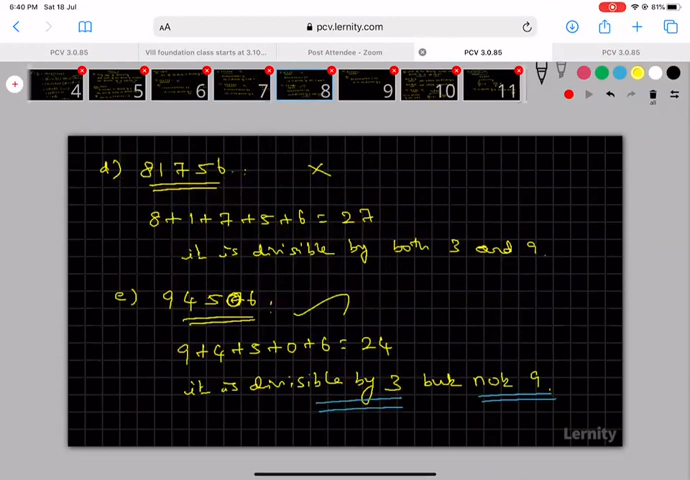 6:40 PM Sat 18 Jul 81%
AA pcv.lernity.com
PCV 3.0.85 VIII foundation class starts at 3.10... Post Attendee - Zoom PCV 3.0.85 PCV 3.0.85
4 5 6 7 8 9 10 11
all
d) 81756 : ×
8+1+7+5+6 = 27
it is divisible by both 3 and 9.
e) 94506 :
9+4+5+0+6 = 24
it is divisible by 3 but not 9.
Lernity